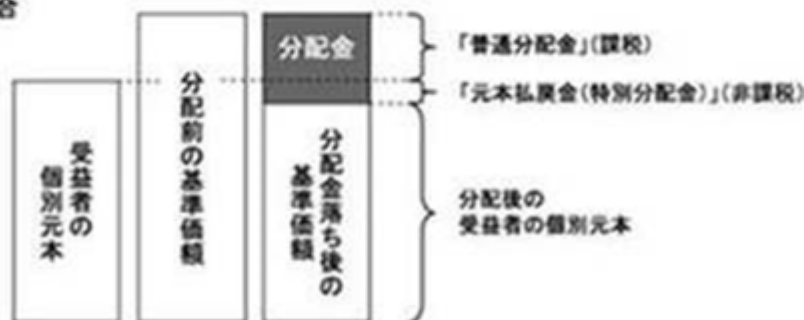 合
受益者の
個別元本
分配前の基準価額
分配金
分配金落ち後の
基準価額
「普通分配金」(課税)
「元本払戻金(特別分配金)」(非課税)
分配後の
受益者の個別元本